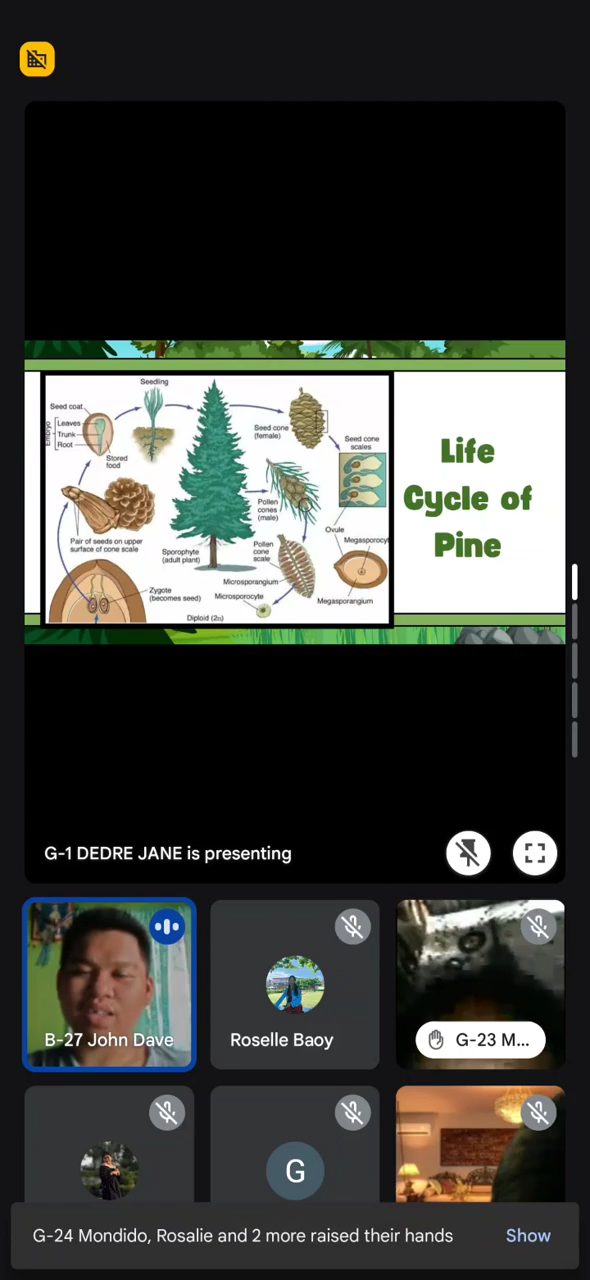 Seedling
Seed coat
Embryo
Leaves
Trunk
Root
Stored
food
Seed cone
(female)
Seed cone
scales
Pollen
cones
(male)
Ovule
Megasporocyt
Pair of seeds on upper
surface of cone scale
Sporophyte
(adult plant)
Pollen
cone
scale
Microsporangium
Microsporocyte
Megasporangium
Zygote
(becomes seed)
Diploid (2n)
Life
Cycle of
Pine
G-1 DEDRE JANE is presenting
B-27 John Dave
Roselle Baoy
G-23 M...
G
G-24 Mondido, Rosalie and 2 more raised their hands
Show